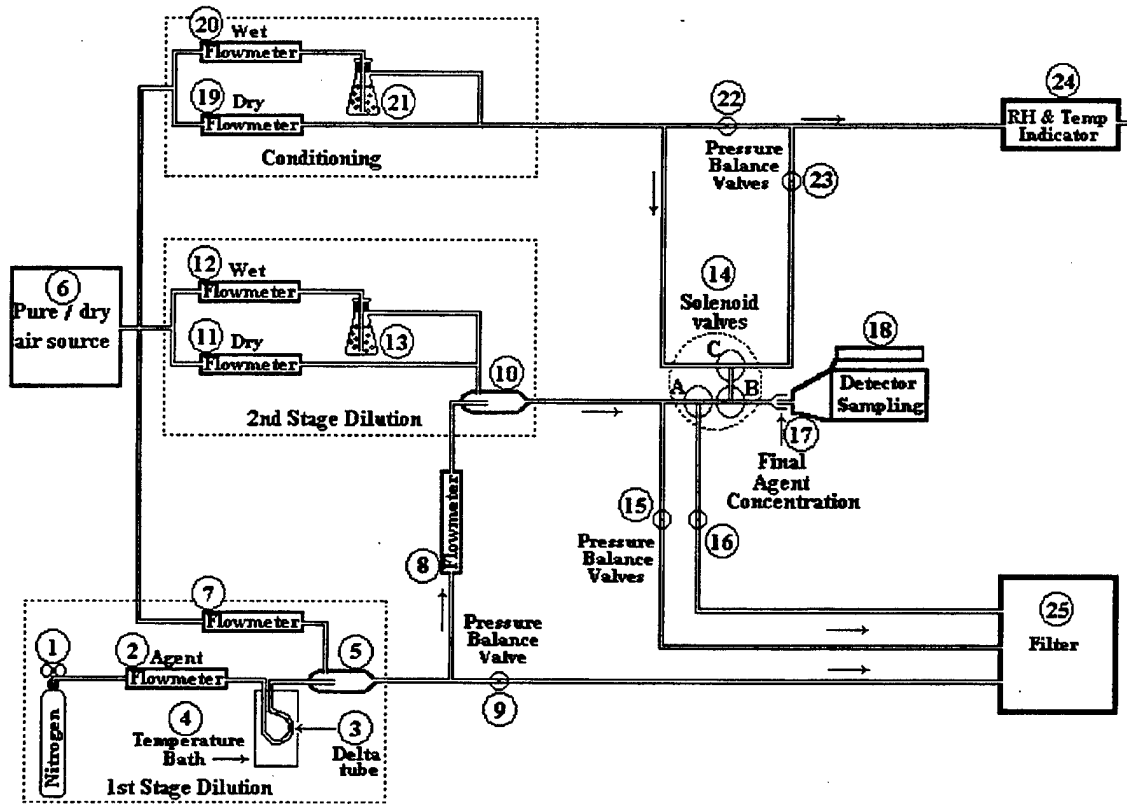 20
Wet
Flowmeter
19
Dry
Flowmeter
21
Conditioning
22
Pressure
Balance
Valves
23
24
RH & Temp
Indicator
6
Pure / dry
air source
12
Wet
Flowmeter
11
Dry
Flowmeter
13
10
2nd Stage Dilution
14
Solenoid
valves
C
A
B
18
Detector
Sampling
17
Final
Agent
Concentration
15
Pressure
Balance
Valves
16
8
Flowmeter
7
Flowmeter
1
2
Agent
Flowmeter
5
Nitrogen
4
Temperature
Bath
3
Delta
tube
1st Stage Dilution
Pressure
Balance
Valve
9
25
Filter